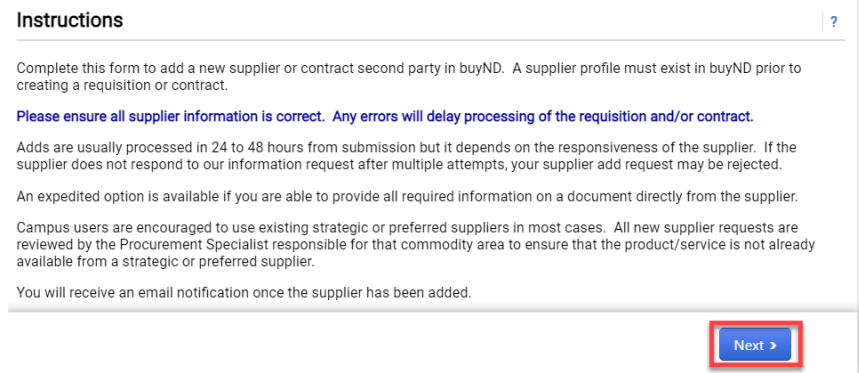 Instructions
?
Complete this form to add a new supplier or contract second party in buyND.  A supplier profile must exist in buyND prior to
creating a requisition or contract.
Please ensure all supplier information is correct.  Any errors will delay processing of the requisition and/or contract.
Adds are usually processed in 24 to 48 hours from submission but it depends on the responsiveness of the supplier.  If the
supplier does not respond to our information request after multiple attempts, your supplier add request may be rejected.
An expedited option is available if you are able to provide all required information on a document directly from the supplier.
Campus users are encouraged to use existing strategic or preferred suppliers in most cases.  All new supplier requests are
reviewed by the Procurement Specialist responsible for that commodity area to ensure that the product/service is not already
available from a strategic or preferred supplier.
You will receive an email notification once the supplier has been added.
Next ›